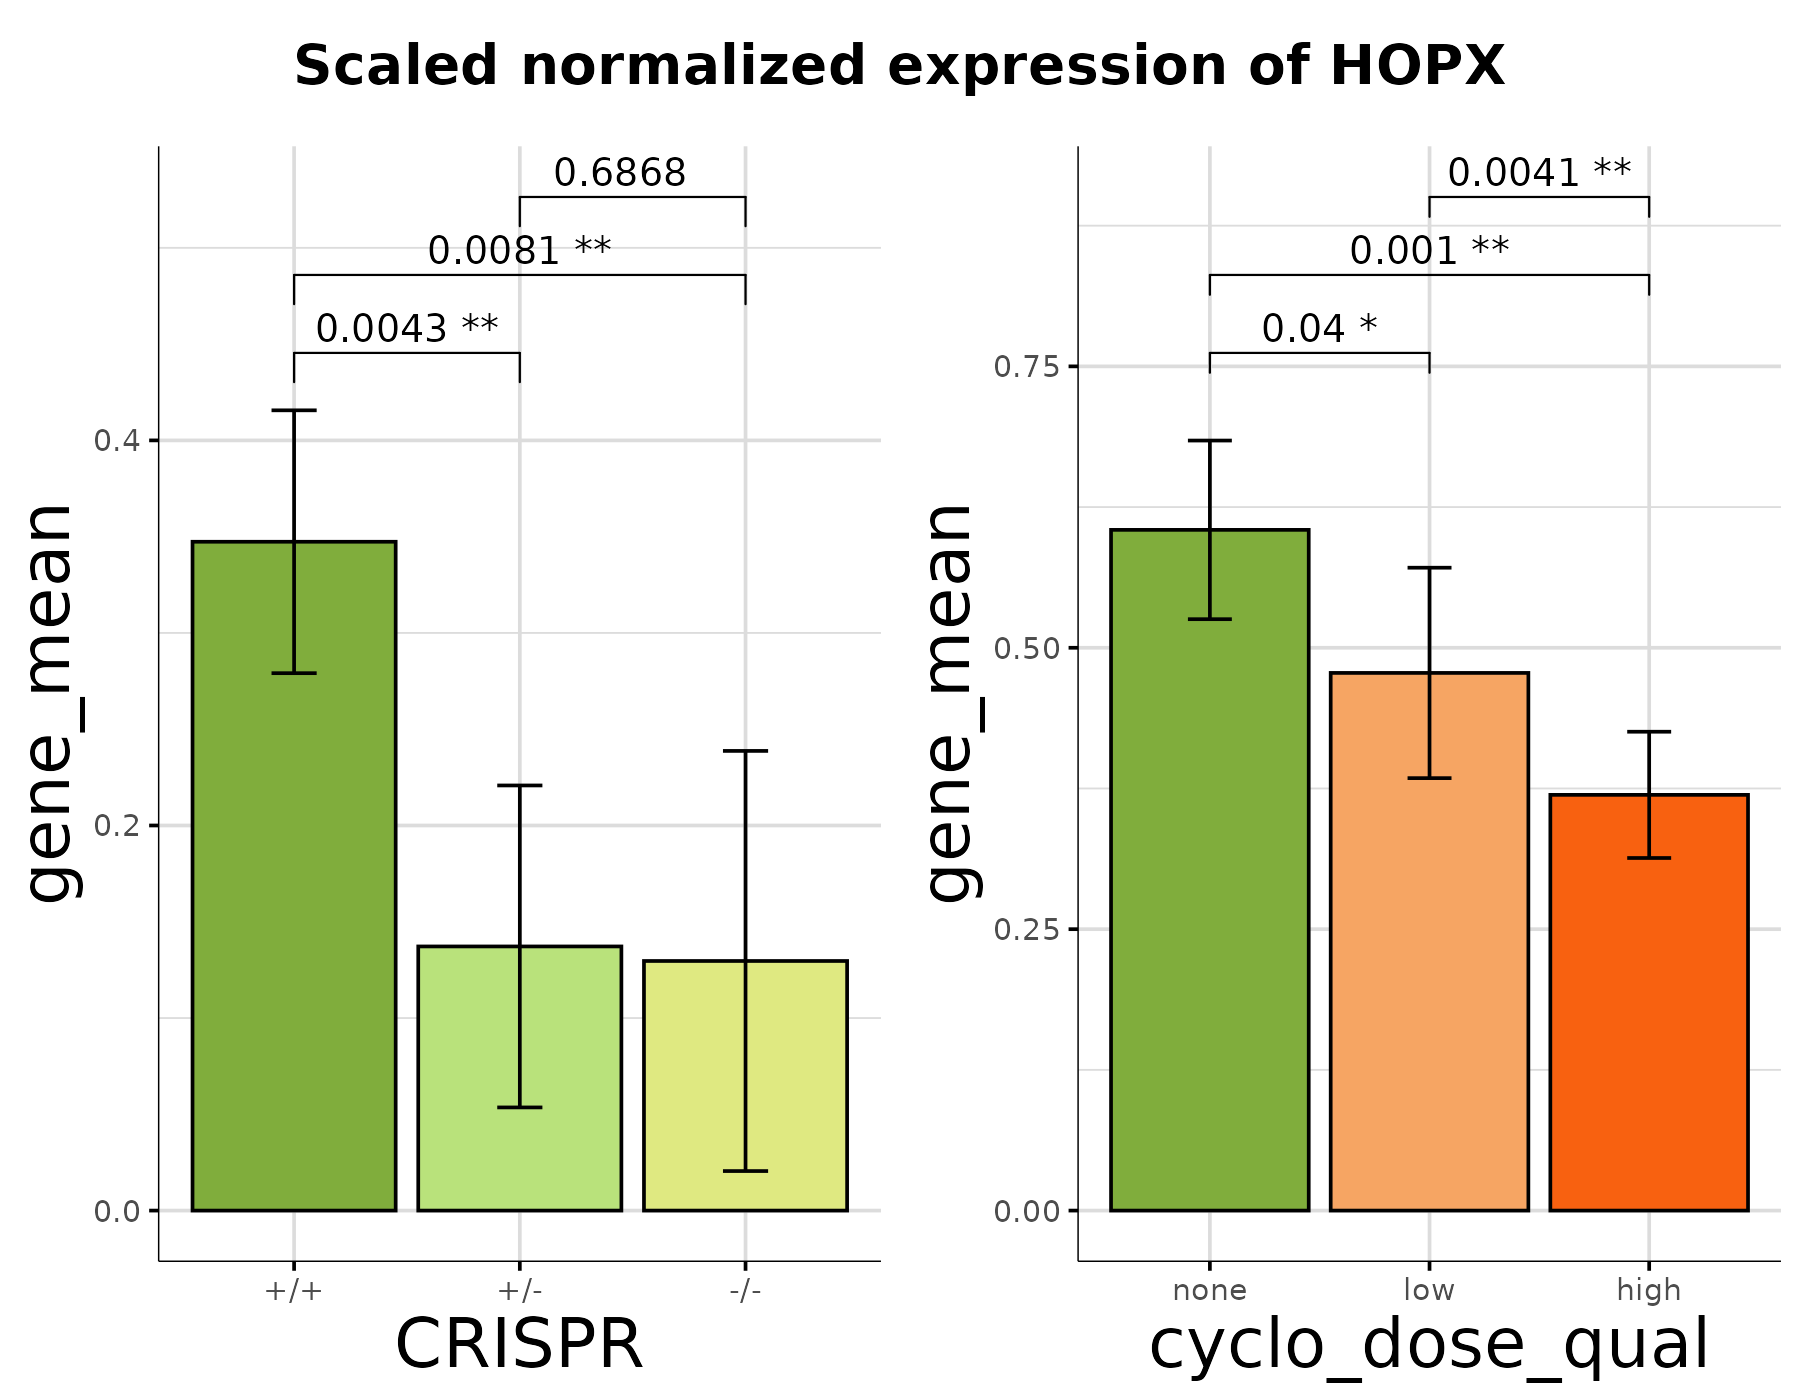 Scaled normalized expression of HOPX
gene_mean
0.6868
0.0081 **
0.0043 **
0.4
0.2
0.0
+/+
+/-
-/-
CRISPR
gene_mean
0.0041 **
0.001 **
0.04 *
0.75
0.50
0.25
0.00
none
low
high
cyclo_dose_qual